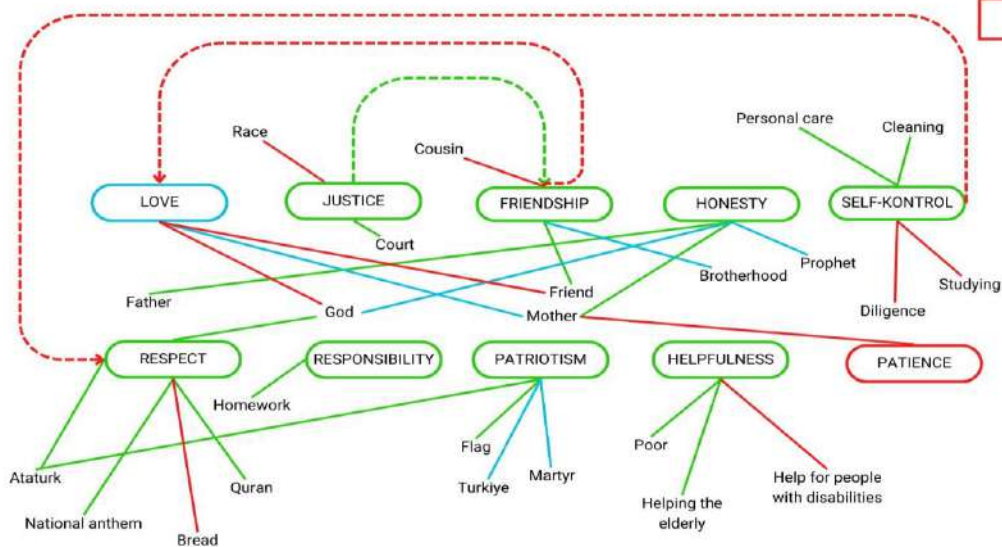 Race
Cousin
Personal care
Cleaning
LOVE
JUSTICE
FRIENDSHIP
HONESTY
SELF-KONTROL
Court
Father
God
Friend
Mother
Brotherhood
Prophet
Studying
Diligence
RESPECT
RESPONSIBILITY
PATRIOTISM
HELPFULNESS
PATIENCE
Homework
Ataturk
National anthem
Bread
Quran
Flag
Turkiye
Martyr
Poor
Helping the
elderly
Help for people
with disabilities